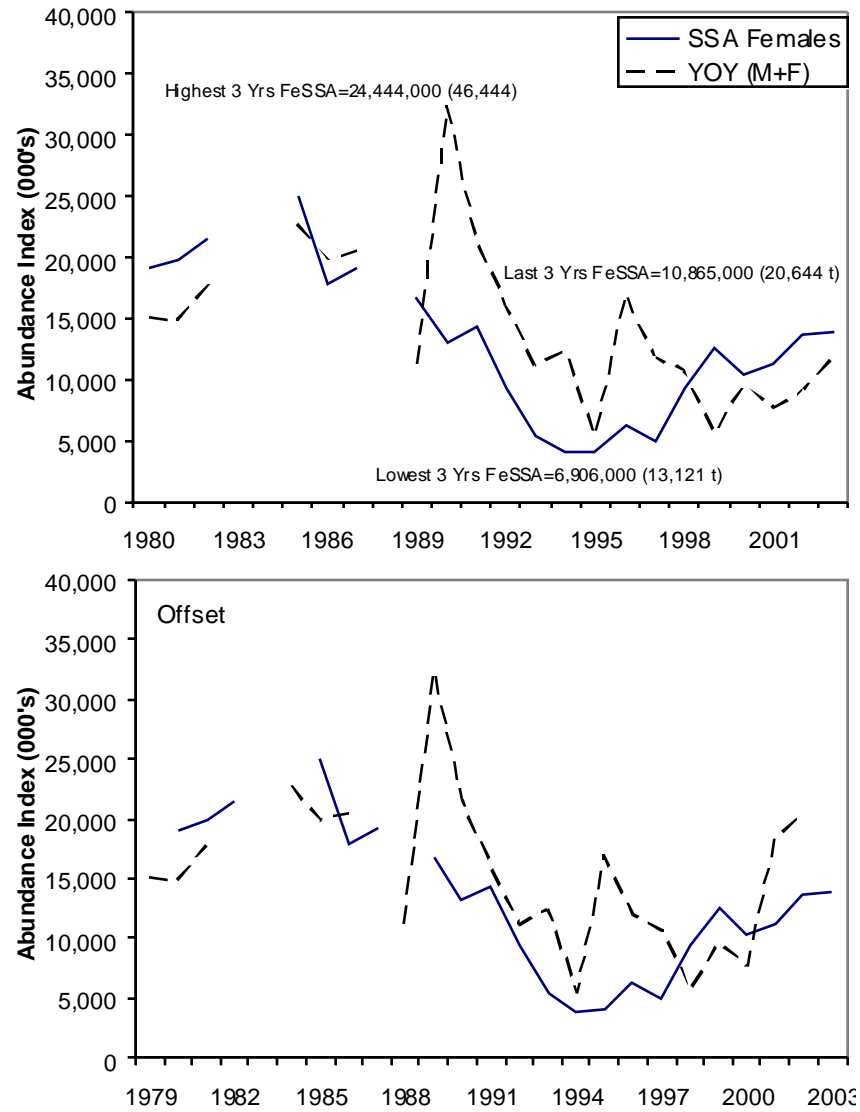 40,000
35,000
30,000
25,000
20,000
15,000
10,000
5,000
0
Abundance Index (000's)
SSA Females
YOY (M+F)
Highest 3 Yrs FeSSA=24,444,000 (46,444)
Last 3 Yrs FeSSA=10,865,000 (20,644 t)
Lowest 3 Yrs FeSSA=6,906,000 (13,121 t)
1980 1983 1986 1989 1992 1995 1998 2001
40,000
35,000
30,000
25,000
20,000
15,000
10,000
5,000
0
Abundance Index (000's)
Offset
1979 1982 1985 1988 1991 1994 1997 2000 2003